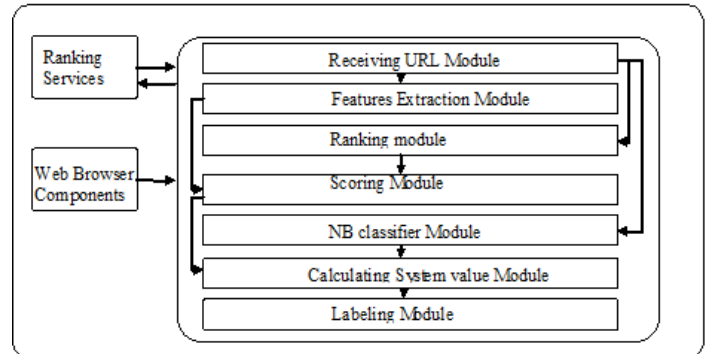 Ranking
Services
Web Browser
Components
Receiving URL Module
Features Extraction Module
Ranking module
Scoring Module
NB classifier Module
Calculating System value Module
Labeling Module